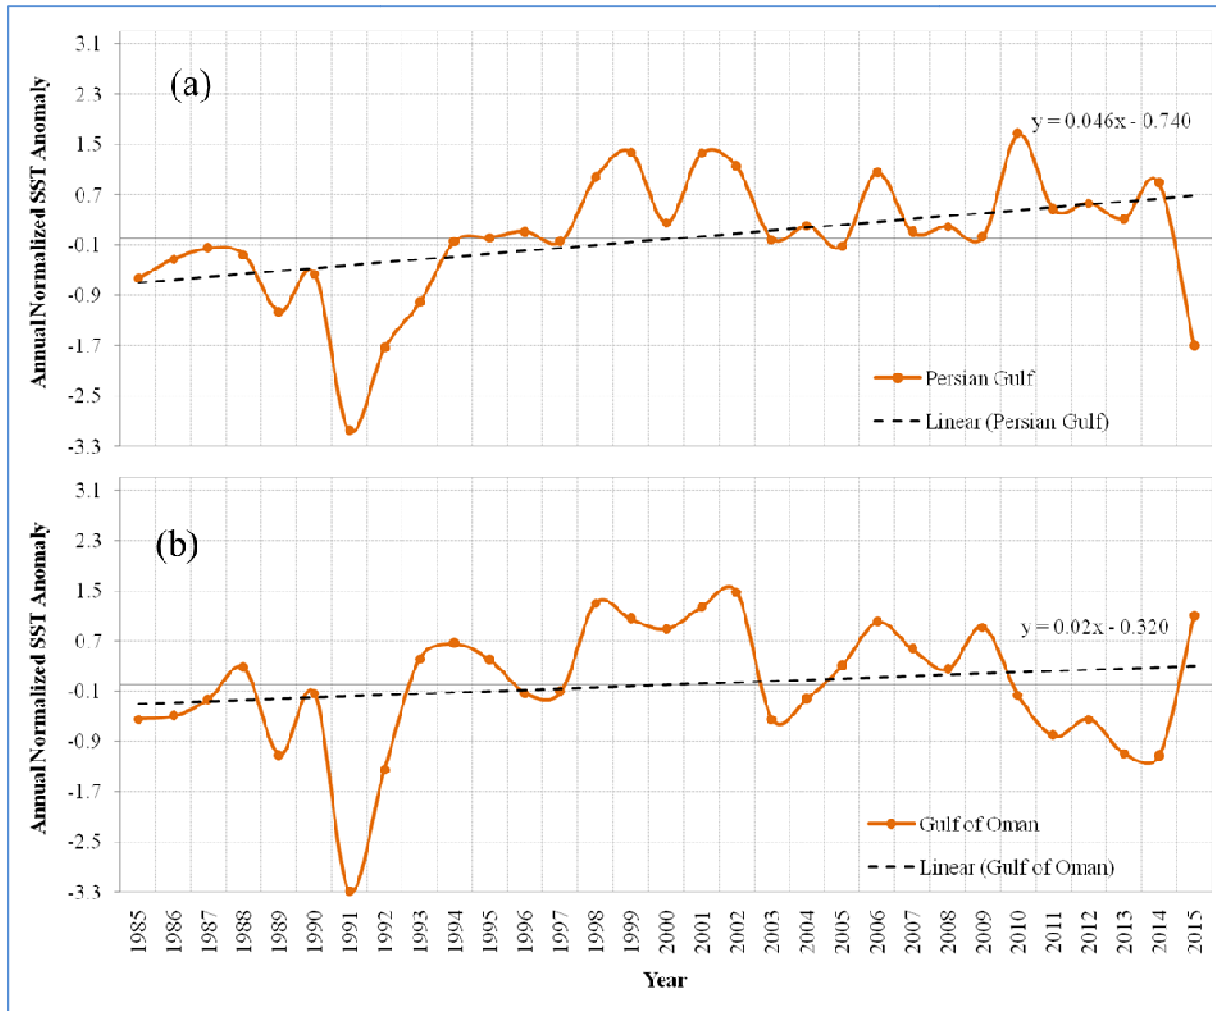 3.1
2.3
1.5
0.7
-0.1
-0.9
-1.7
-2.5
-3.3
Annual Normalized SST Anomaly
(a)
y = 0.046x - 0.740
Persian Gulf
Linear (Persian Gulf)
3.1
2.3
1.5
0.7
-0.1
-0.9
-1.7
-2.5
-3.3
Annual Normalized SST Anomaly
(b)
y = 0.02x - 0.320
Gulf of Oman
Linear (Gulf of Oman)
1985 1986 1987 1988 1989 1990 1991 1992 1993 1994 1995 1996 1997 1998 1999 2000 2001 2002 2003 2004 2005 2006 2007 2008 2009 2010 2011 2012 2013 2014 2015
Year